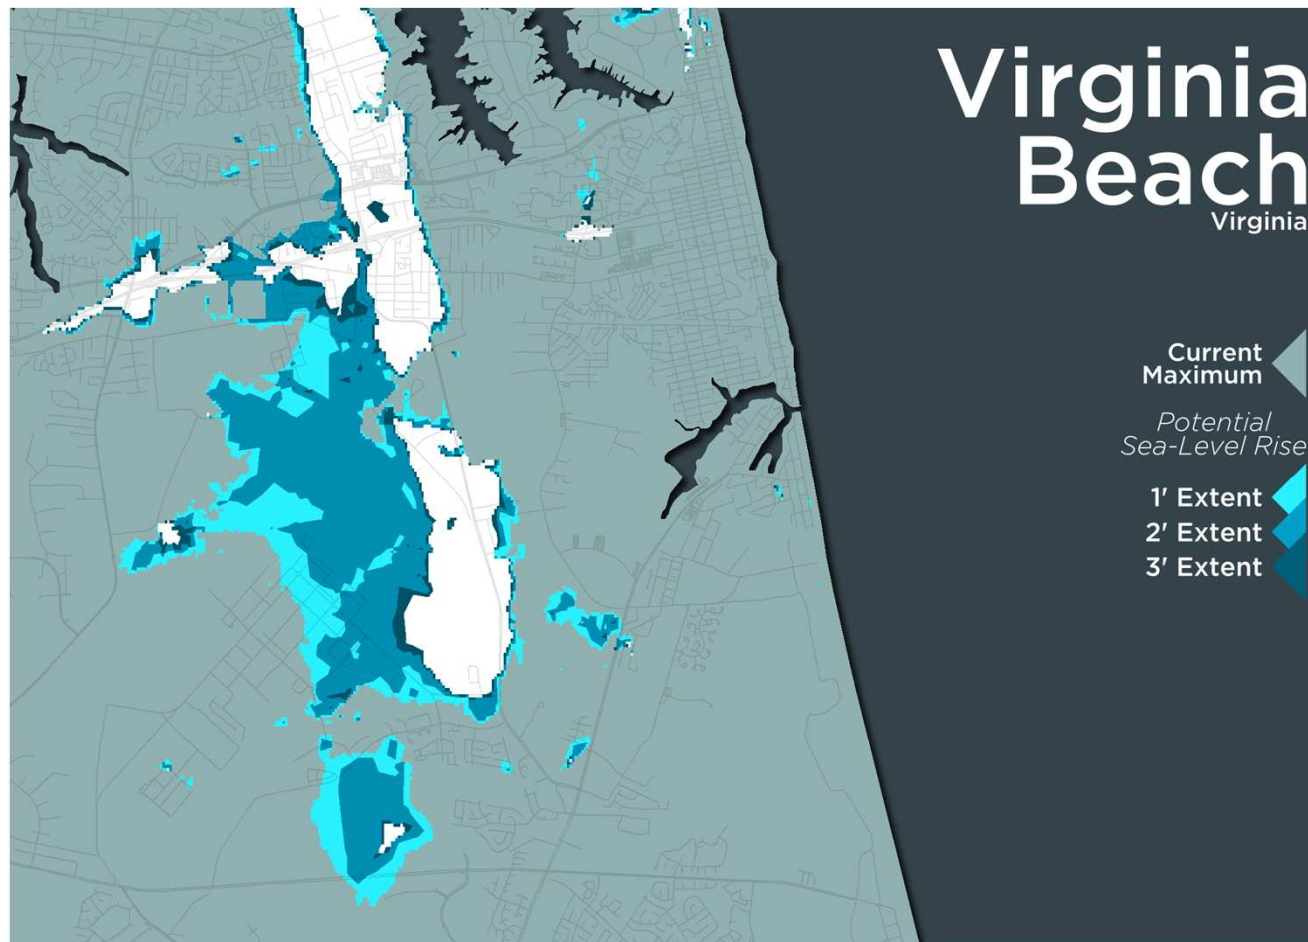 Virginia
Beach
Virginia
Current
Maximum
Potential
Sea-Level Rise
1' Extent
2' Extent
3' Extent